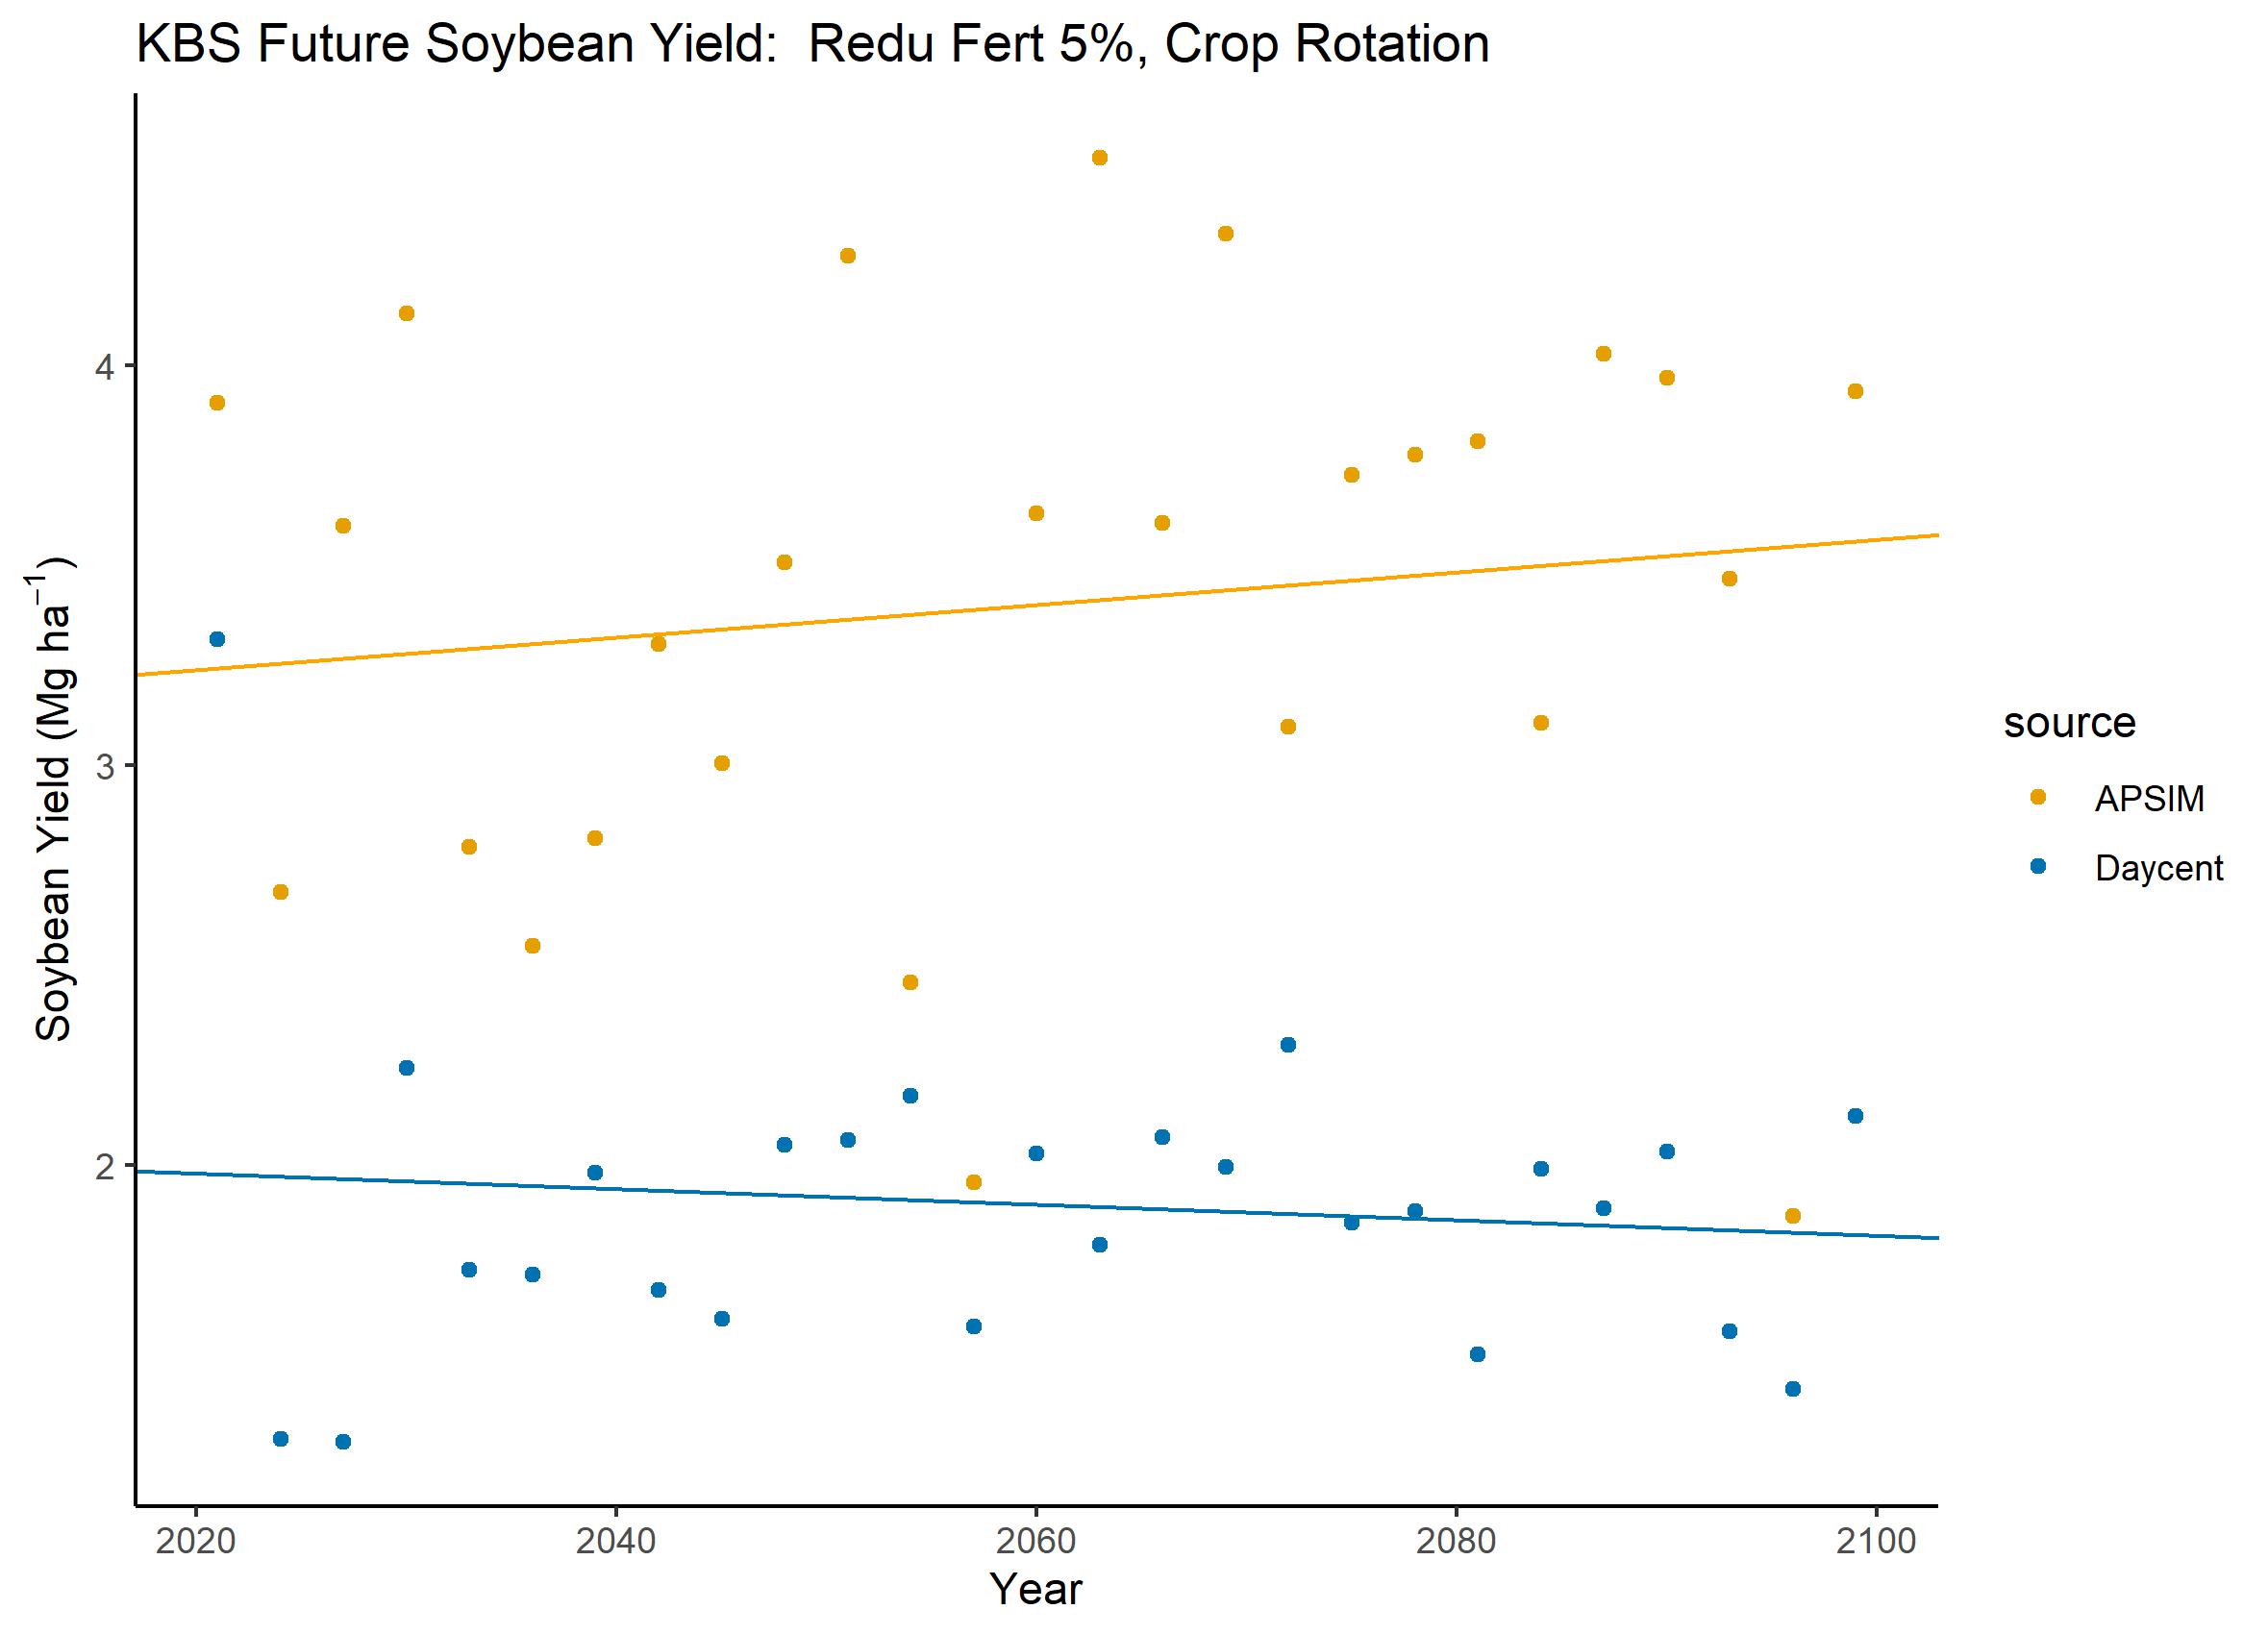 KBS Future Soybean Yield:  Redu Fert 5%, Crop Rotation
Soybean Yield (Mg ha⁻¹)
4
3
2
2020
2040
2060
2080
2100
Year
source
APSIM
Daycent